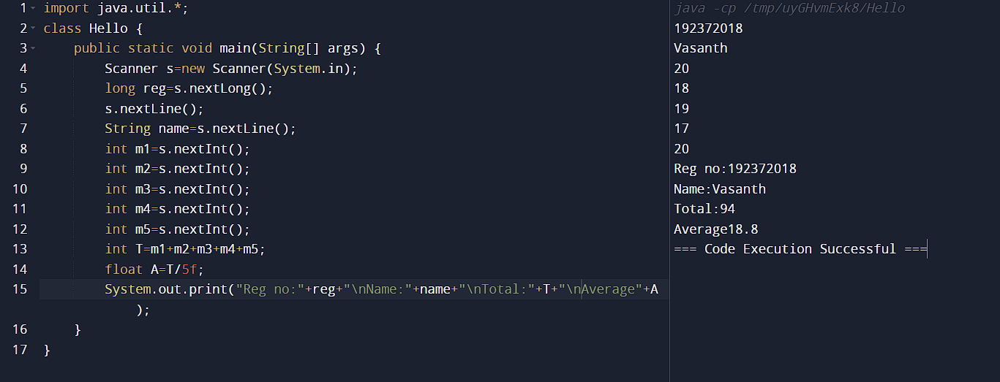 1 import java.util.*;
2 class Hello {
3 public static void main(String[] args) {
4 Scanner s=new Scanner(System.in);
5 long reg=s.nextLong();
6 s.nextLine();
7 String name=s.nextLine();
8 int m1=s.nextInt();
9 int m2=s.nextInt();
10 int m3=s.nextInt();
11 int m4=s.nextInt();
12 int m5=s.nextInt();
13 int T=m1+m2+m3+m4+m5;
14 float A=T/5f;
15 System.out.print("Reg no:"+reg+"\nName:"+name+"\nTotal:"+T+"\nAverage"+A
);
16 }
17 }
java -cp /tmp/uyGHvmExk8/Hello
192372018
Vasanth
20
18
19
17
20
Reg no:192372018
Name:Vasanth
Total:94
Average18.8
=== Code Execution Successful ===